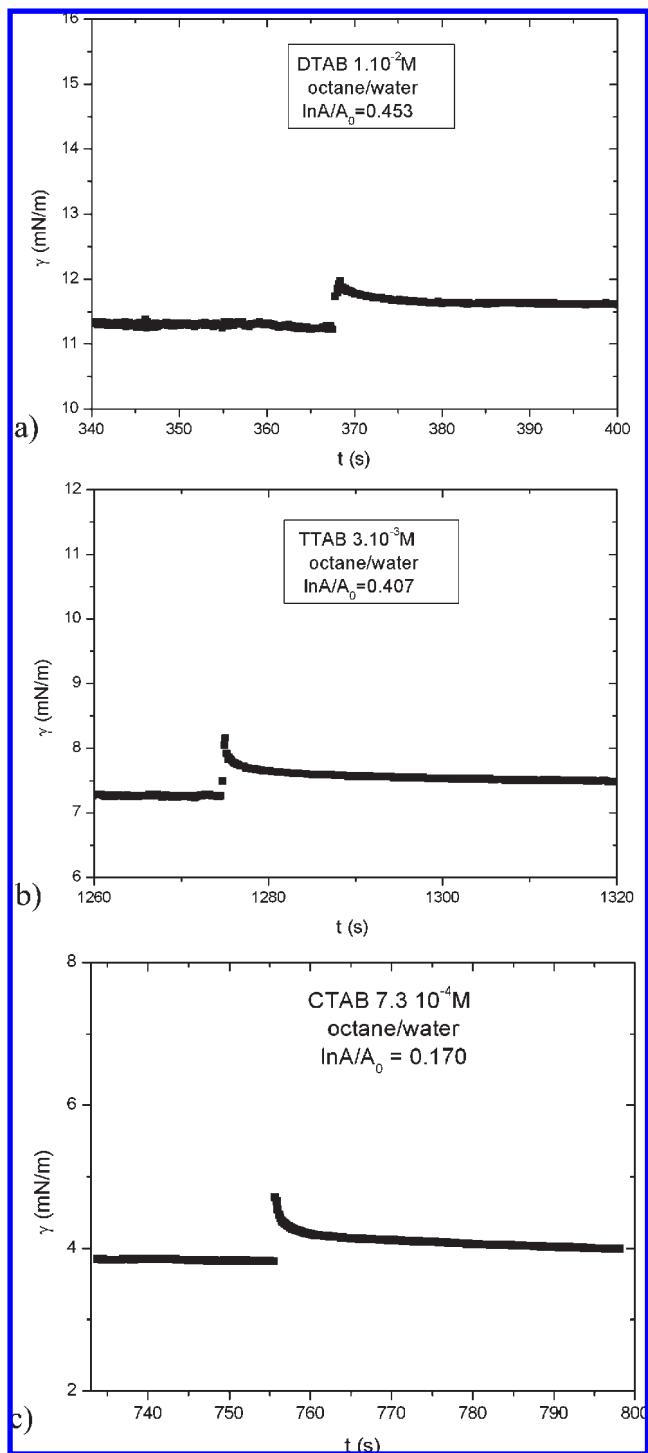 16
15
14
13
12
11
10
γ (mN/m)
DTAB 1.10⁻²M
octane/water
lnA/A₀=0.453
340 350 360 370 380 390 400
t (s)
a)
12
11
10
9
8
7
6
γ (mN/m)
TTAB 3.10⁻³M
octane/water
lnA/A₀=0.407
1260 1280 1300 1320
t (s)
b)
8
6
4
2
γ (mN/m)
CTAB 7.3 10⁻⁴M
octane/water
lnA/A₀ = 0.170
740 750 760 770 780 790 800
t (s)
c)